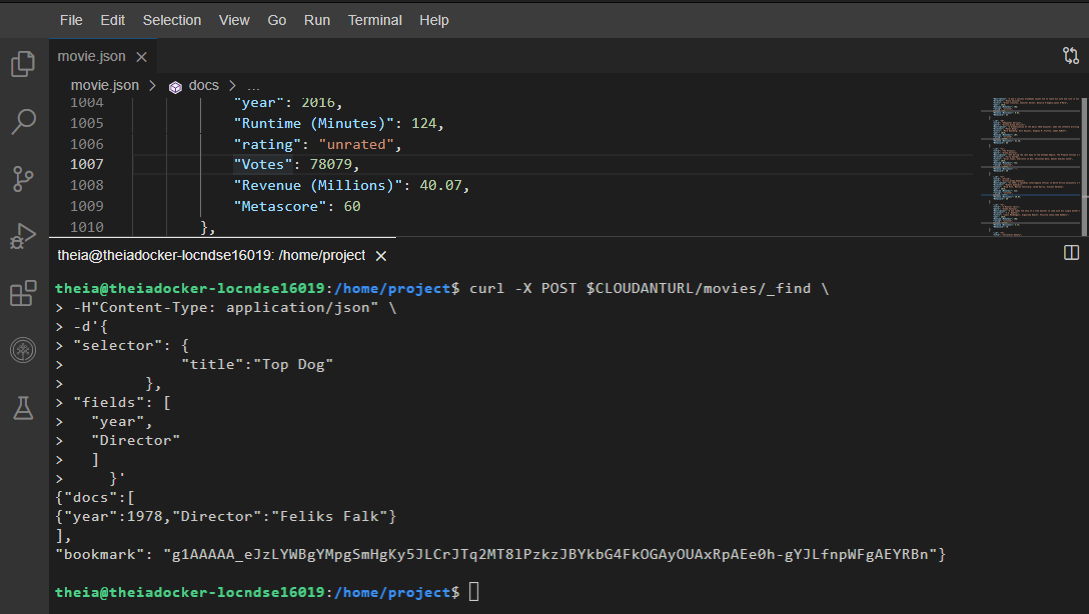 File Edit Selection View Go Run Terminal Help
movie.json
movie.json > docs > ...
1004 "year": 2016,
1005 "Runtime (Minutes)": 124,
1006 "rating": "unrated",
1007 "Votes": 78079,
1008 "Revenue (Millions)": 40.07,
1009 "Metascore": 60
1010 },
theia@theiadocker-locndse16019: /home/project
theia@theiadocker-locndse16019:/home/project$ curl -X POST $CLOUDANTURL/movies/_find \
> -H"Content-Type: application/json" \
> -d'{
> "selector": {
> "title":"Top Dog"
> },
> "fields": [
> "year",
> "Director"
> ]
> }'
{"docs":[
{"year":1978,"Director":"Feliks Falk"}
],
"bookmark": "g1AAAAA_eJzLYWBgYMpgSmHgKy5JLCrJTq2MT8lPzkzJBYkbG4FkOGAyOUAxRpAEe0h-gYJLfnpWFgAEYRBn"}
theia@theiadocker-locndse16019:/home/project$